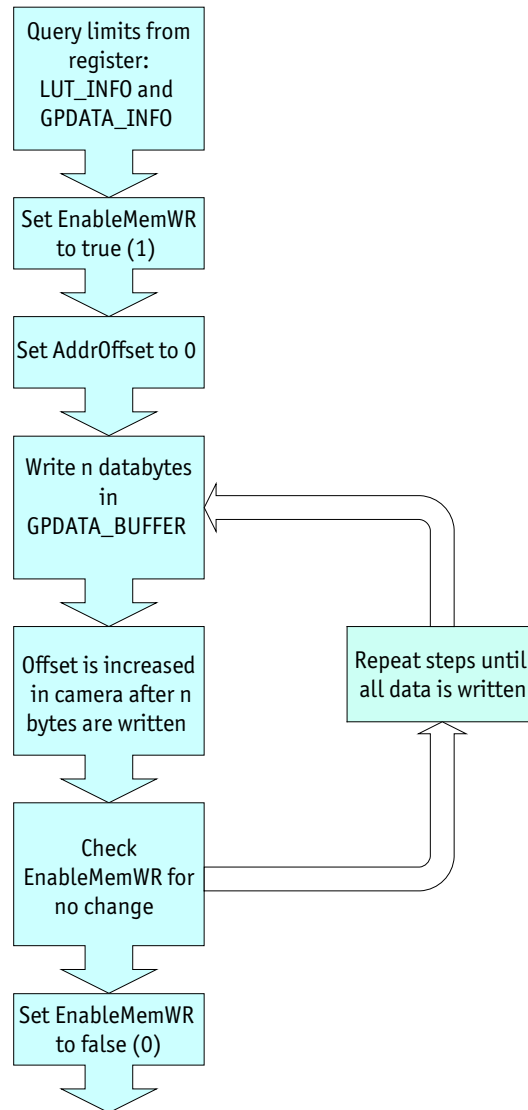 Query limits from
register:
LUT_INFO and
GPDATA_INFO
Set EnableMemWR
to true (1)
Set AddrOffset to 0
Write n databytes
in
GPDATA_BUFFER
Offset is increased
in camera after n
bytes are written
Repeat steps until
all data is written
Check
EnableMemWR for
no change
Set EnableMemWR
to false (0)